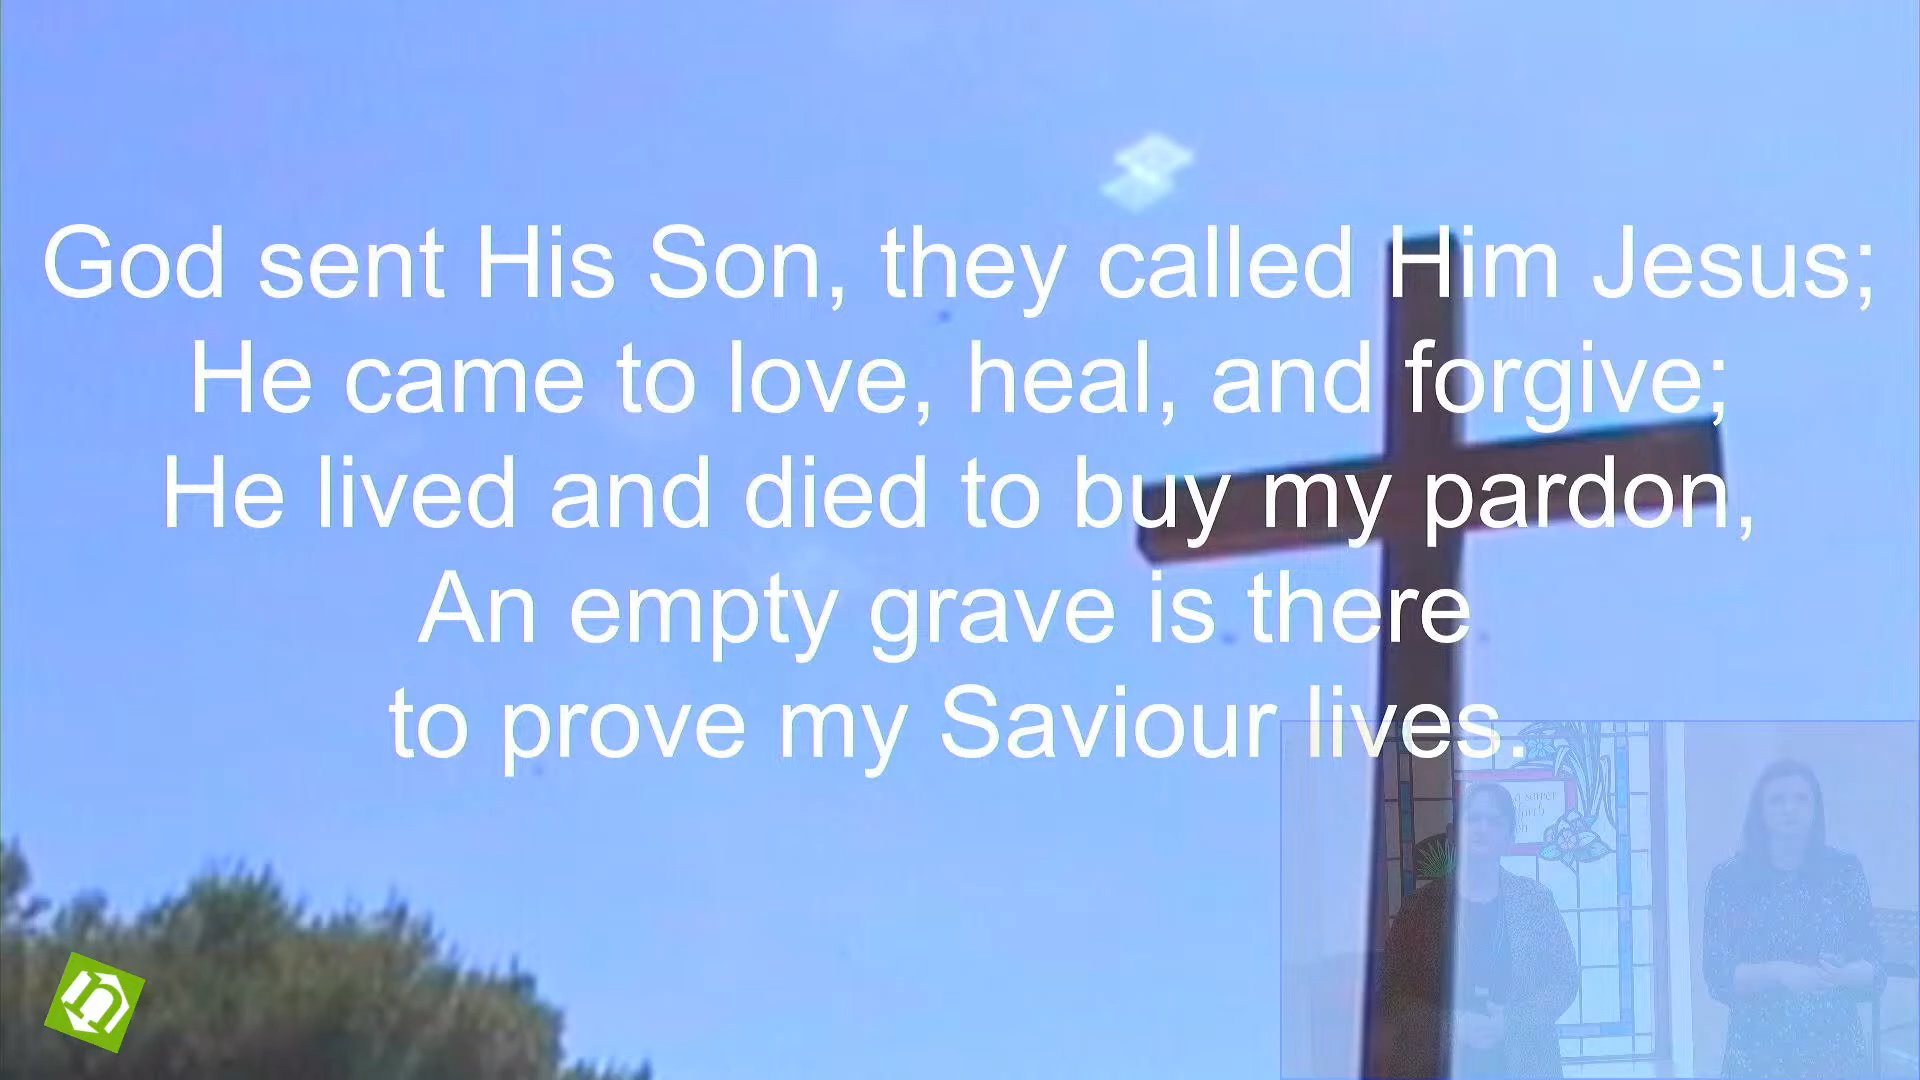 God sent His Son, they called Him Jesus;
He came to love, heal, and forgive;
He lived and died to buy my pardon,
An empty grave is there
to prove my Saviour lives.